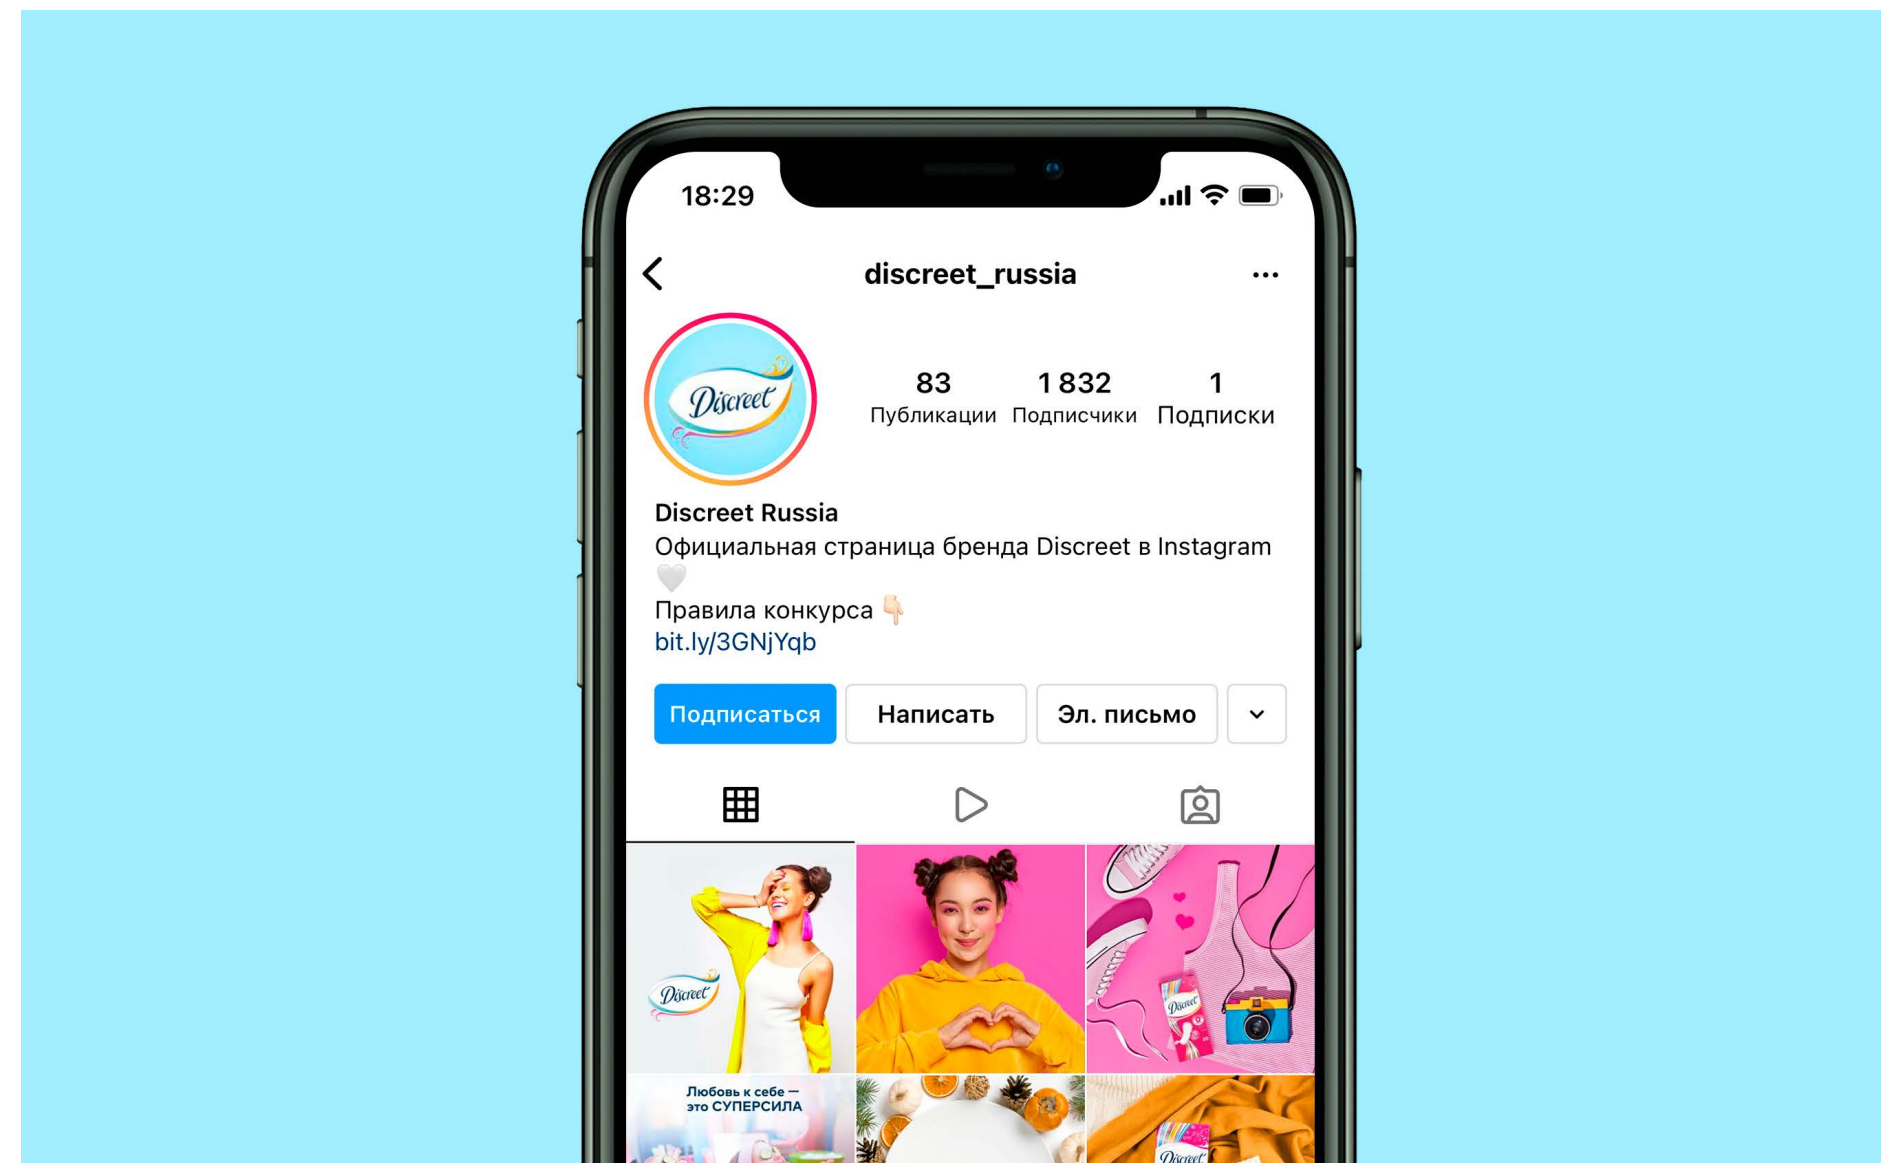 18:29
discreet_russia
Discreet
83
1 832
1
Публикации
Подписчики
Подписки
Discreet Russia
Официальная страница бренда Discreet в Instagram
Правила конкурса
bit.ly/3GNjYqb
Подписаться
Написать
Эл. письмо
Discreet
Discreet
Любовь к себе —
это СУПЕРСИЛА
Discreet